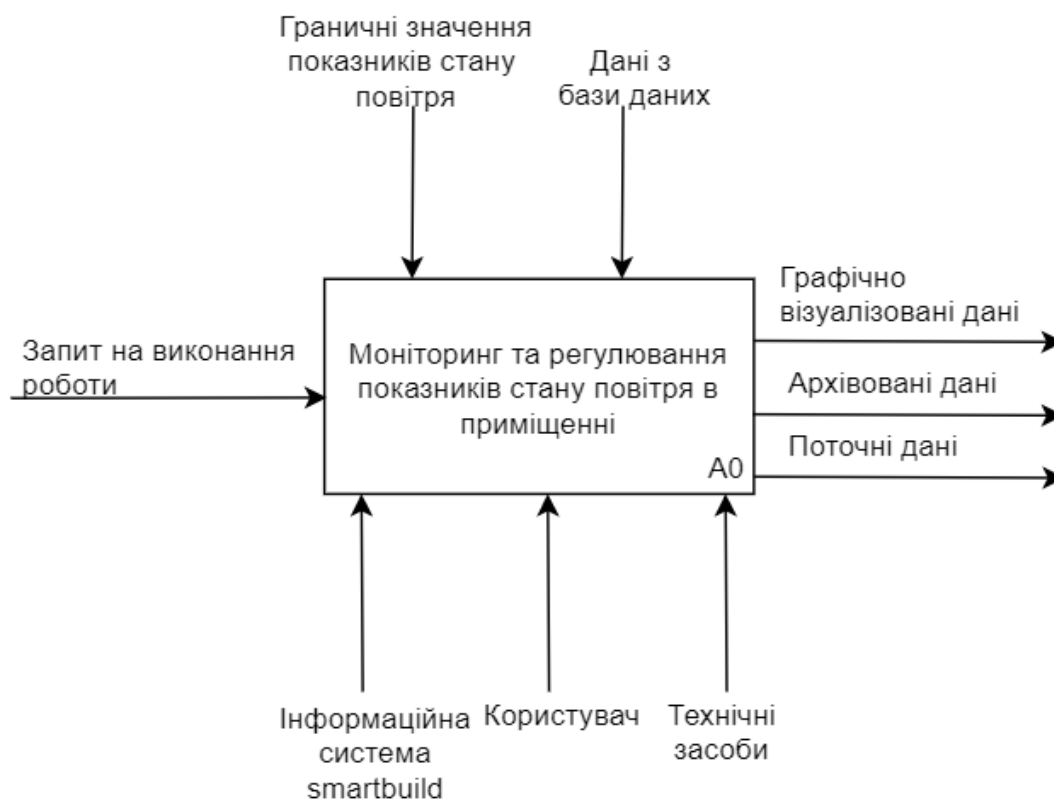 Граничні значення
показників стану
повітря
Дані з
бази даних
Запит на виконання
роботи
Моніторинг та регулювання
показників стану повітря в
приміщенні
A0
Графічно
візуалізовані дані
Архівовані дані
Поточні дані
Інформаційна
система
smartbuild
Користувач
Технічні
засоби